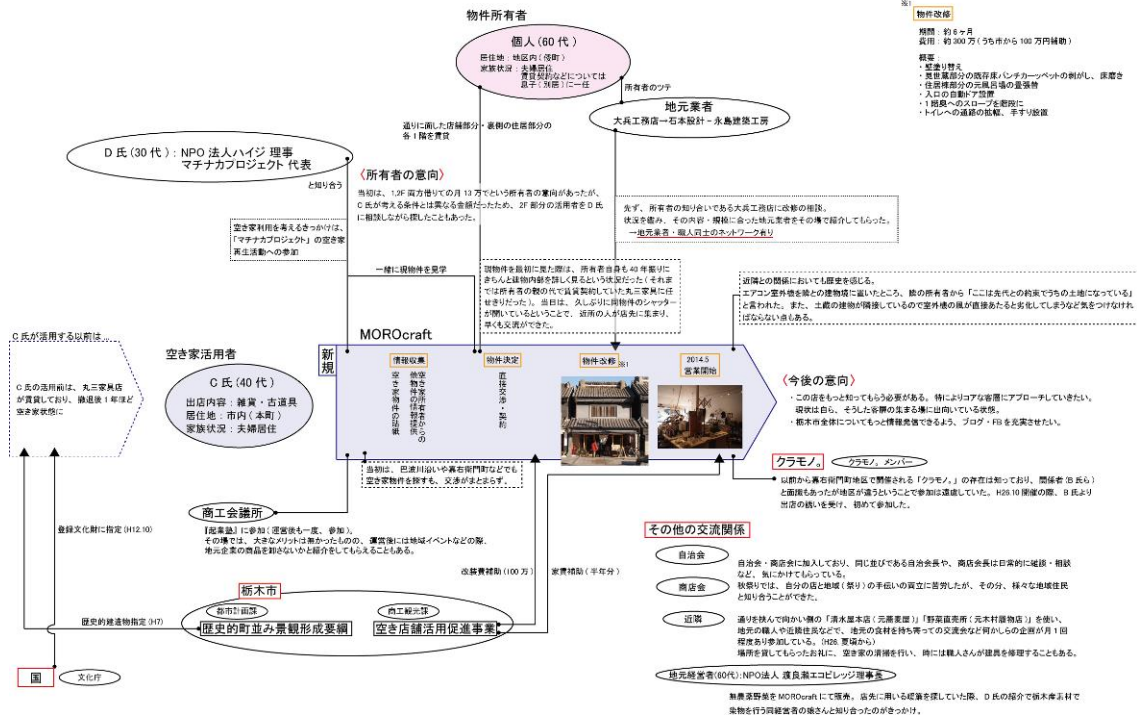 物件所有者
個人(60代)
居住地：地区内(倭町)
家族状況：夫婦居住
賃貸契約などについては
息子(別居)に一任
所有者のツテ
地元業者
大兵工務店→石本設計－永島建築工房
※1
物件改修
期間：約6ヶ月
費用：約300万(うち市から100万円補助)
概要：
・壁塗り替え
・見世蔵部分の既存床パンチカーペットの剥がし、床磨き
・住居棟部分の元風呂場の畳張替
・入口の自動ドア設置
・1階奥へのスロープを階段に
・トイレへの通路の拡幅、手すり設置
通りに面した店舗部分・裏側の住居部分の
各1階を賃貸
D氏(30代)：NPO法人ハイジ 理事
マチナカプロジェクト 代表
と知り合う
〈所有者の意向〉
当初は、1,2F両方借りての月13万でという所有者の意向があったが、
C氏が考える条件とは異なる金額だったため、2F部分の活用者をD氏
に相談しながら探したこともあった。
先ず、所有者の知り合いである大兵工務店に改修の相談。
状況を鑑み、その内容・規模に合った地元業者をその場で紹介してもらった。
→地元業者・職人同士のネットワーク有り
空き家利用を考えるきっかけは、
「マチナカプロジェクト」の空き家
再生活動への参加
一緒に現物件を見学
現物件を最初に見た際は、所有者自身も40年振りに
きちんと建物内部を詳しく見るという状況だった(それま
では所有者の親の代で賃貸契約していた丸三家具に任
せきりだった)。当日は、久しぶりに同物件のシャッター
が開いているということで、近所の人が店先に集まり、
早くも交流ができた。
近隣との関係においても歴史を感じる。
エアコン室外機を隣との建物境に置いたところ、隣の所有者から「ここは先代との約束でうちの土地になっている」
と言われた。また、土蔵の建物が隣接しているので室外機の風が直接あたると劣化してしまうなど気をつけなけれ
ばならない点もある。
C氏が活用する以前は…
C氏の活用前は、丸三家具店
が賃貸しており、撤退後1年ほど
空き家状態に
空き家活用者
C氏(40代)
出店内容：雑貨・古道具
居住地：市内(本町)
家族状況：夫婦居住
MOROcraft
新規
情報収集
空き家所有者からの
他物件の情報提供
空き家物件の貼紙
物件決定
直接交渉・契約
物件改修
※1
2014.5
営業開始
〈今後の意向〉
・この店をもっと知ってもらう必要がある。特によりコアな客層にアプローチしていきたい。
現状は自ら、そうした客層の集まる場に出向いている状態。
・栃木市全体についてもっと情報発信できるよう、ブログ・FBを充実させたい。
当初は、巴波川沿いや嘉右衛門町などでも
空き家物件を探すも、交渉がまとまらず。
クラモノ。
クラモノ。メンバー
以前から嘉右衛門町地区で開催される「クラモノ。」の存在は知っており、関係者(B氏ら)
と面識もあったが地区が違うということで参加は遠慮していた。H26.10開催の際、B氏より
出店の誘いを受け、初めて参加した。
商工会議所
『起業塾』に参加(運営後も一度、参加)。
その場では、大きなメリットは無かったものの、運営後には地域イベントなどの際、
地元企業の商品を卸さないかと紹介をしてもらえることもある。
登録文化財に指定(H12.10)
改装費補助(100万)
家賃補助(半年分)
栃木市
都市計画課
歴史的町並み景観形成要綱
商工観光課
空き店舗活用促進事業
歴史的建造物指定(H7)
国
文化庁
その他の交流関係
自治会
自治会・商店会に加入しており、同じ並びである自治会長や、商店会長は日常的に雑談・相談
など、気にかけてもらっている。
商店会
秋祭りでは、自分の店と地域(祭り)の手伝いの両立に苦労したが、その分、様々な地域住民
と知り合うことができた。
近隣
通りを挟んで向かい側の「清水屋本店(元蕎麦屋)」「野菜直売所(元木村履物店)」を使い、
地元の職人や近隣住民などで、地元の食材を持ち寄っての交流会など何かしらの企画が月1回
程度あり参加している。(H26.夏頃から)
場所を貸してもらったお礼に、空き家の清掃を行い、時には職人さんが建具を修理することもある。
地元経営者(60代)：NPO法人 渡良瀬エコビレッジ理事長
無農薬野菜をMOROcraftにて販売。店先に用いる暖簾を探していた際、D氏の紹介で栃木産素材で
染物を行う同経営者の娘さんと知り合ったのがきっかけ。